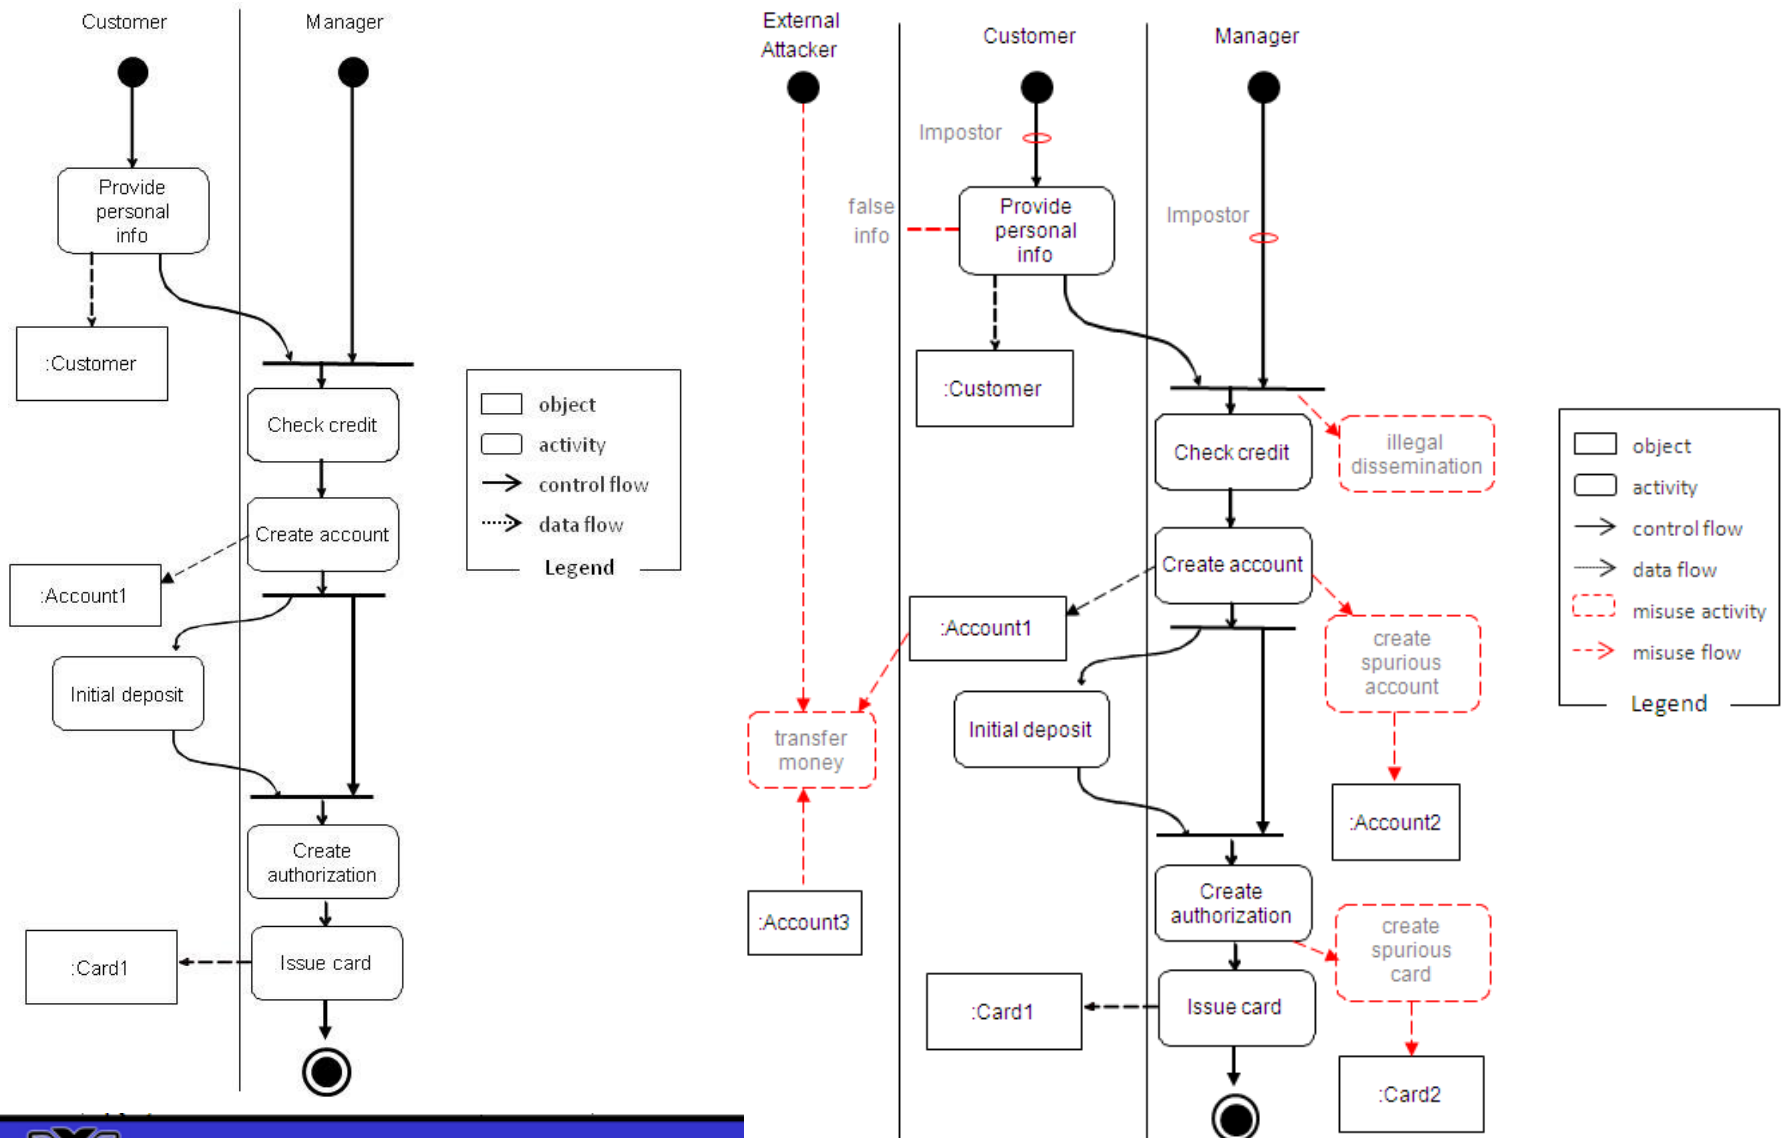 Customer
Manager
Provide
personal
info
:Customer
Check credit
Create account
:Account1
Initial deposit
Create
authorization
:Card1
Issue card
object
activity
control flow
data flow
Legend
External
Attacker
Customer
Manager
Impostor
false
info
Provide
personal
info
Impostor
:Customer
Check credit
illegal
dissemination
Create account
:Account1
create
spurious
account
Initial deposit
transfer
money
:Account2
:Account3
Create
authorization
create
spurious
card
:Card1
Issue card
:Card2
object
activity
control flow
data flow
misuse activity
misuse flow
Legend